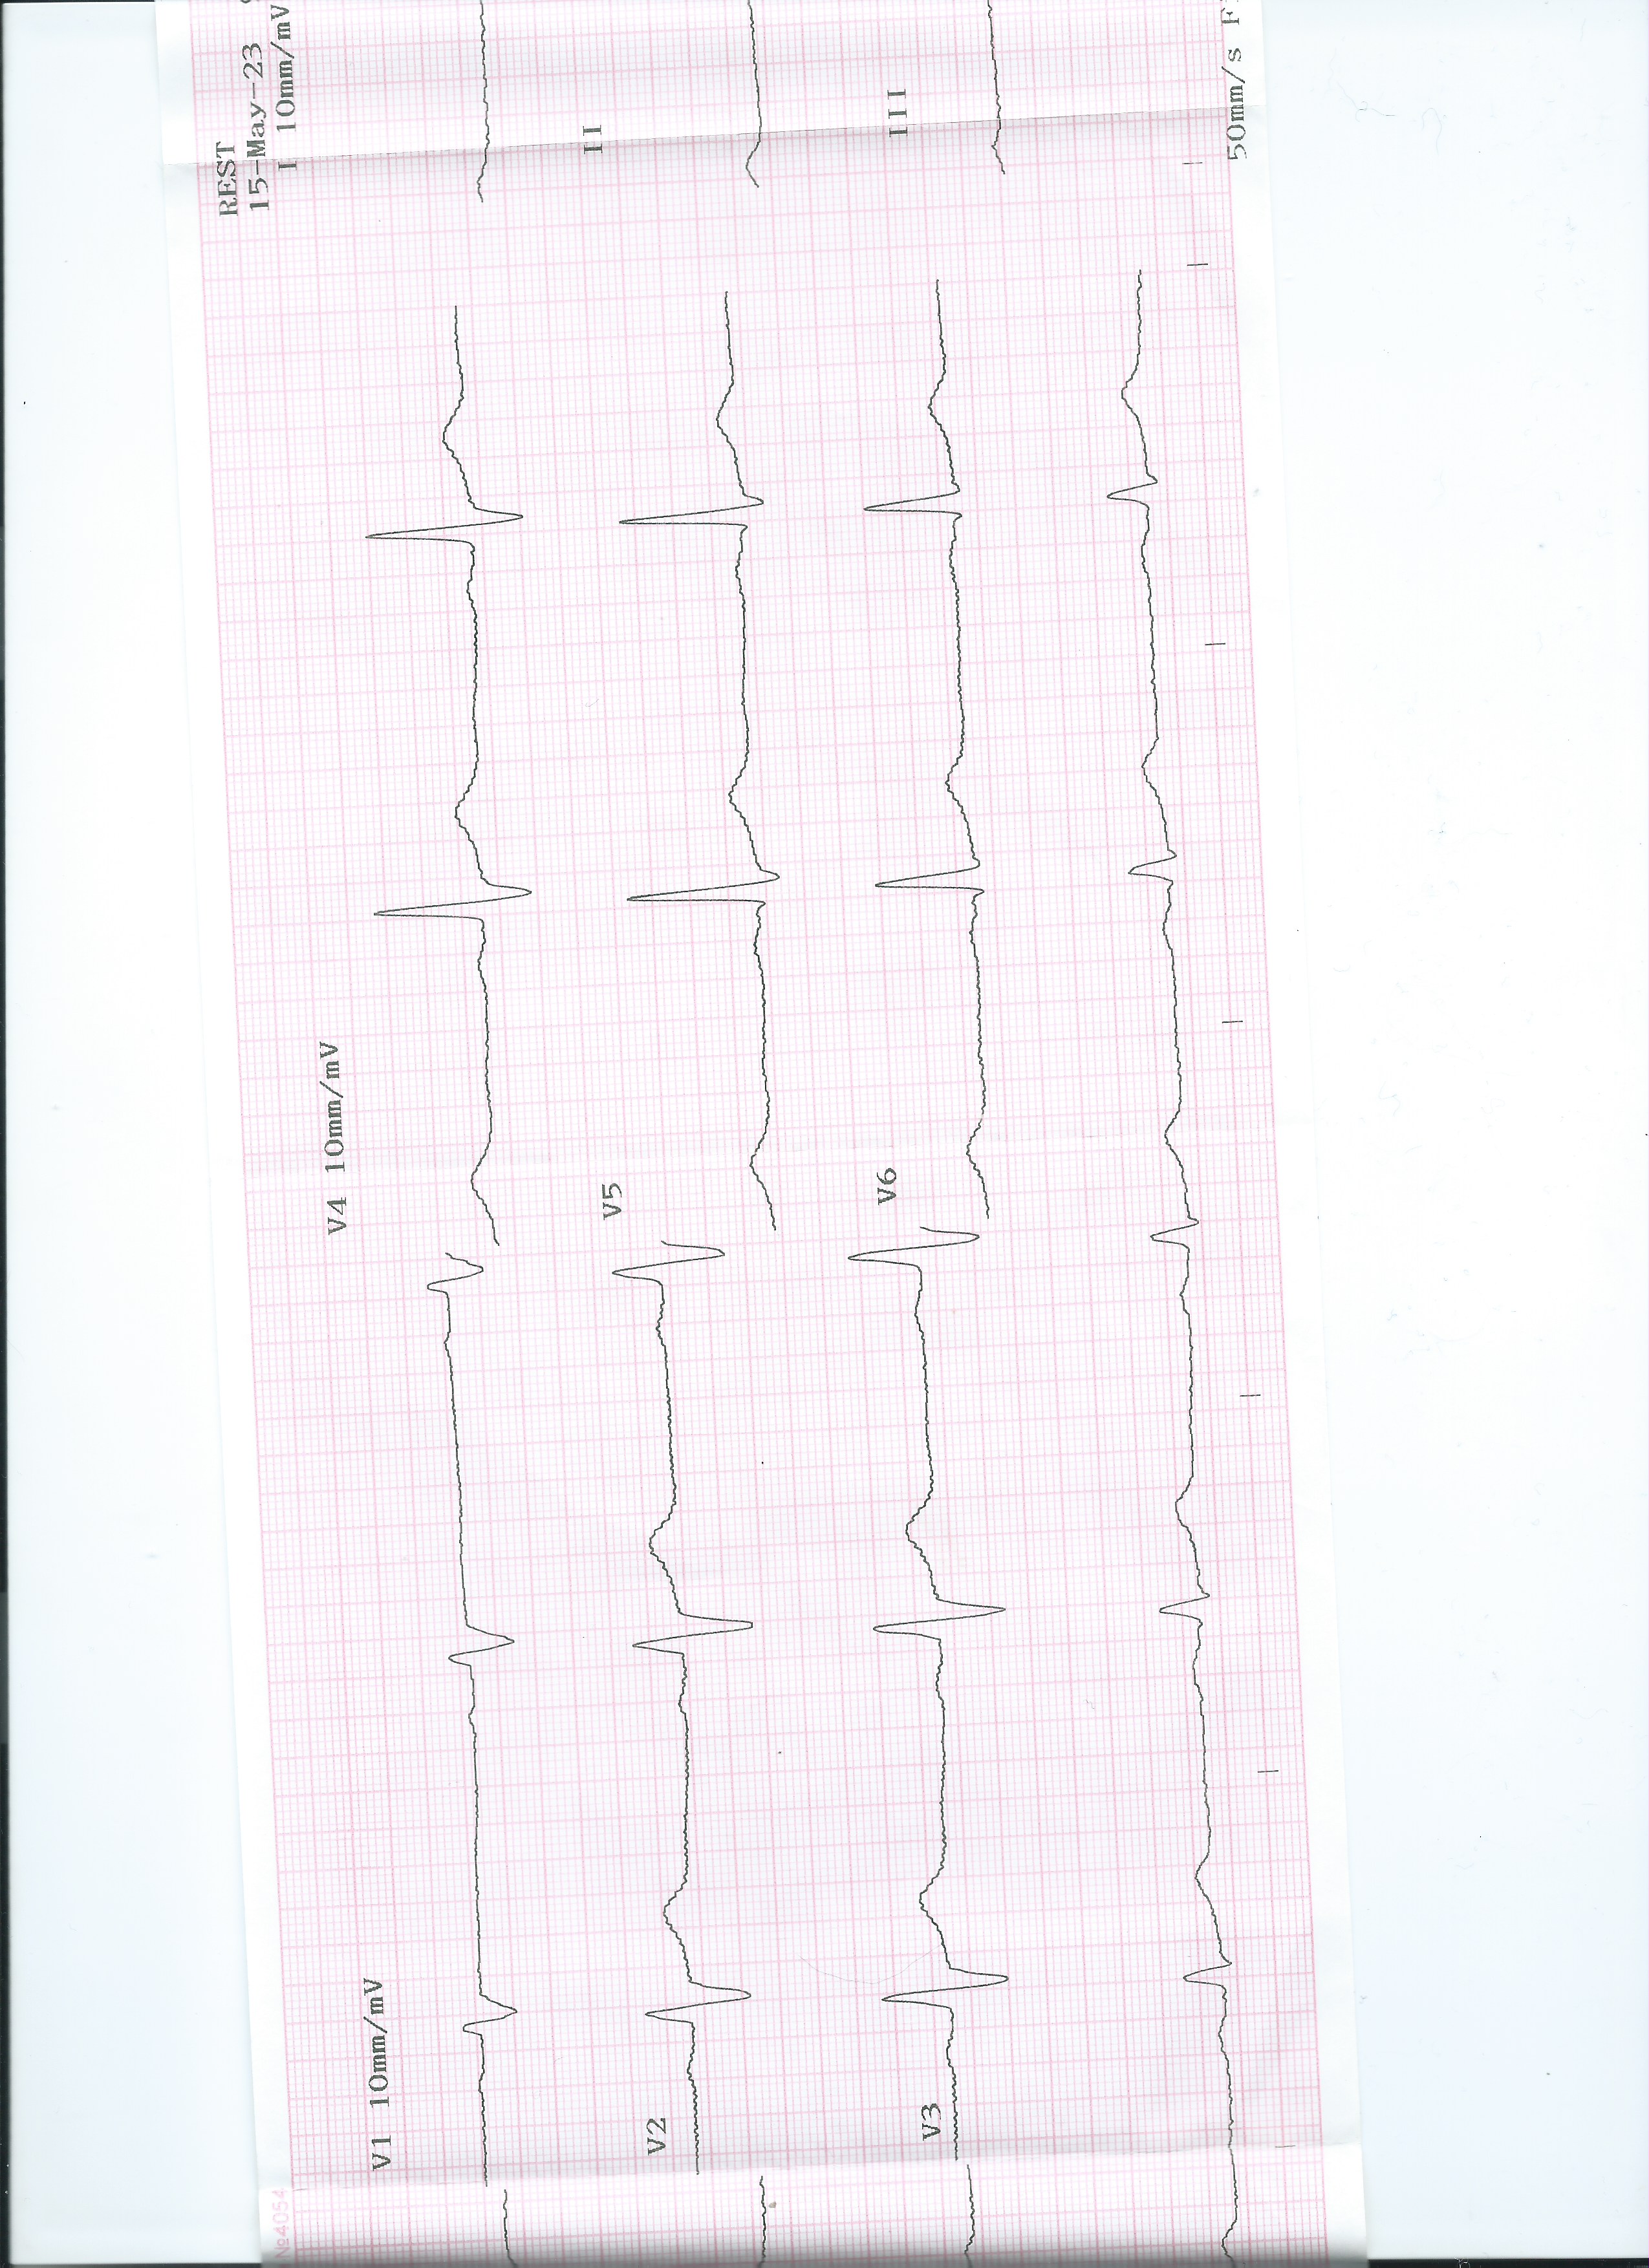 №4054
V1 10mm/mV
V2
V3
V4 10mm/mV
V5
V6
REST
15-May-23
I 10mm/mV
II
III
50mm/s F